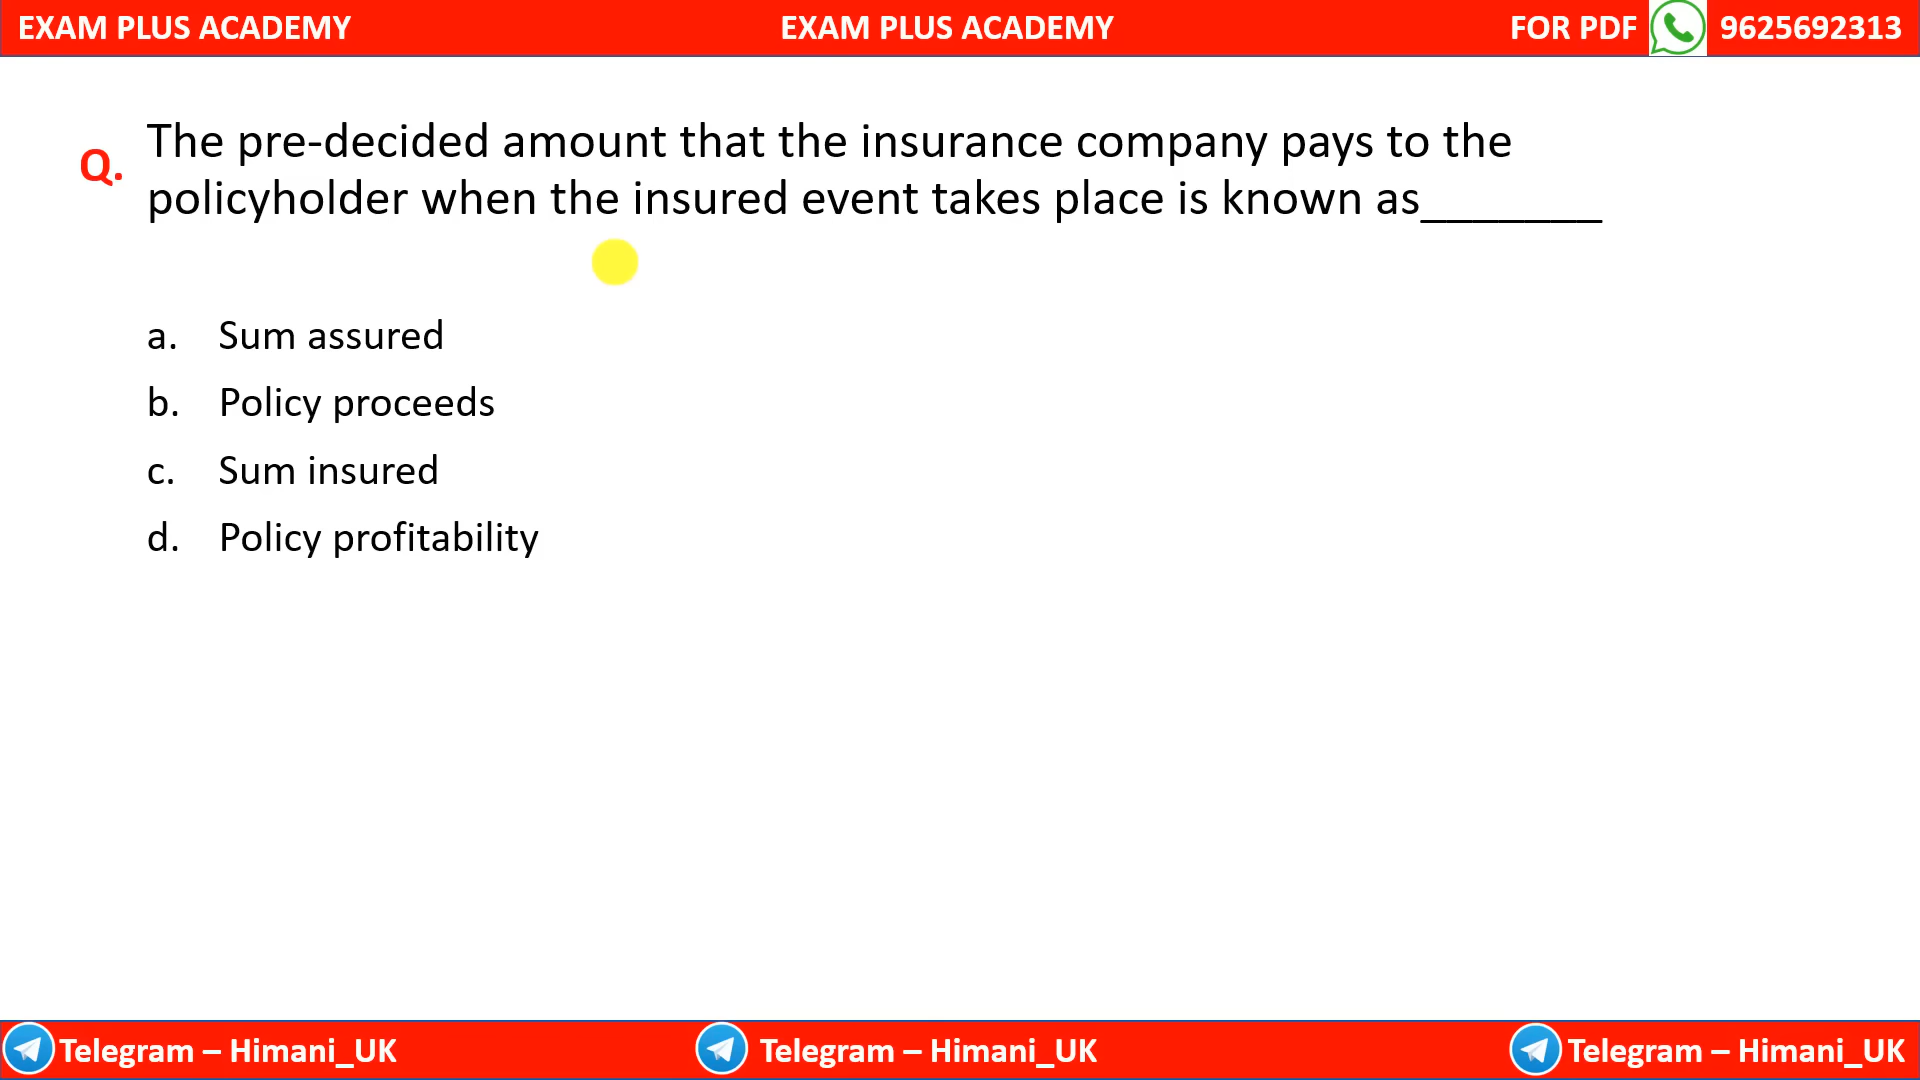 EXAM PLUS ACADEMY EXAM PLUS ACADEMY FOR PDF 9625692313
Q. The pre-decided amount that the insurance company pays to the
policyholder when the insured event takes place is known as_______
a. Sum assured
b. Policy proceeds
c. Sum insured
d. Policy profitability
Telegram – Himani_UK Telegram – Himani_UK Telegram – Himani_UK